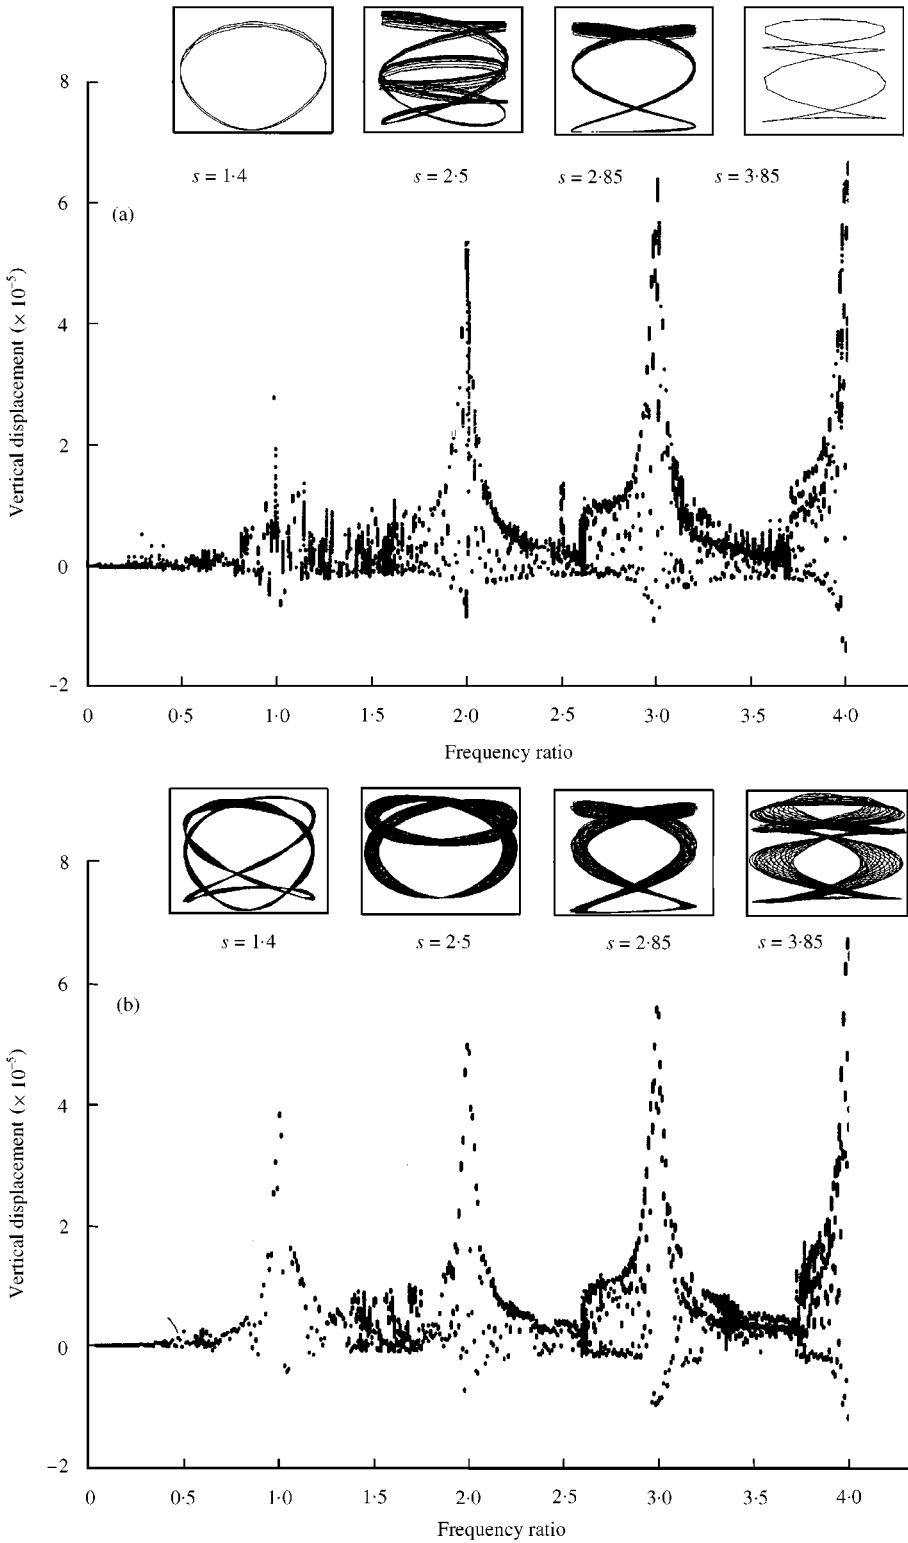 s = 1·4 s = 2·5 s = 2·85 s = 3·85
(a)
8
6
4
2
0
−2
Vertical displacement (× 10⁻⁵)
0 0·5 1·0 1·5 2·0 2·5 3·0 3·5 4·0
Frequency ratio
s = 1·4 s = 2·5 s = 2·85 s = 3·85
(b)
8
6
4
2
0
−2
Vertical displacement (× 10⁻⁵)
0 0·5 1·0 1·5 2·0 2·5 3·0 3·5 4·0
Frequency ratio